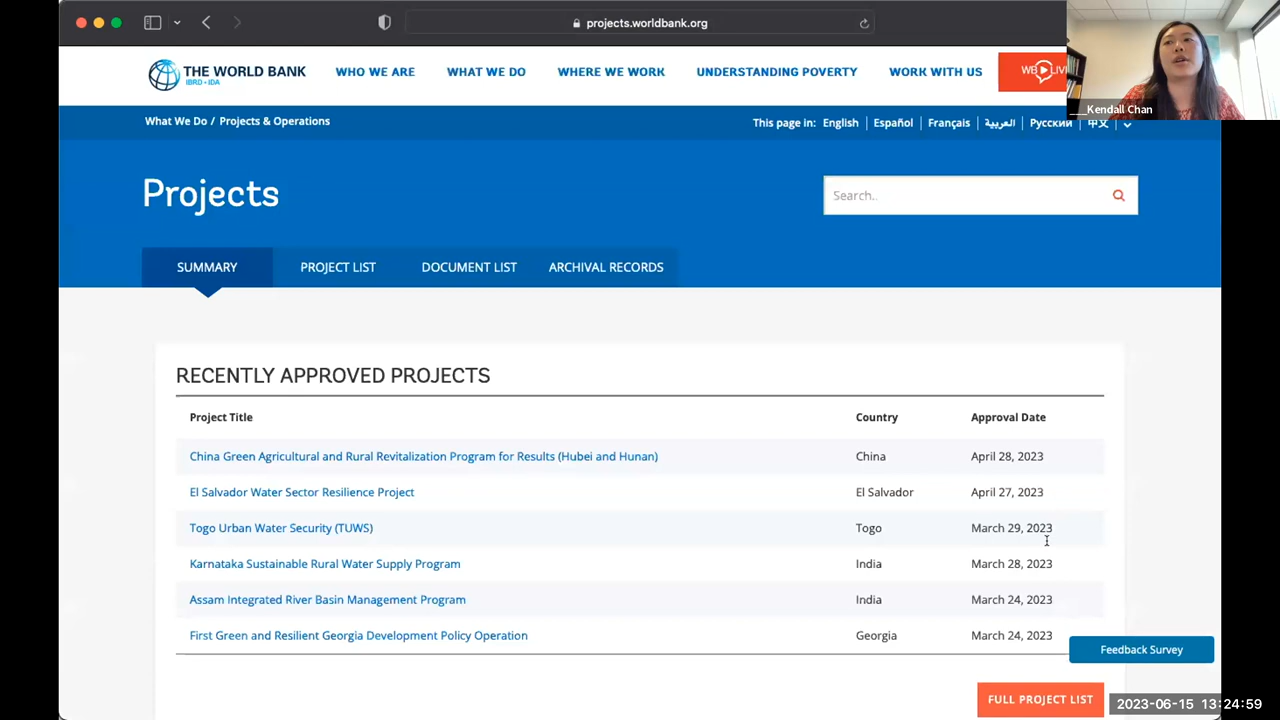 projects.worldbank.org
THE WORLD BANK
IBRD • IDA
WHO WE ARE
WHAT WE DO
WHERE WE WORK
UNDERSTANDING POVERTY
WORK WITH US
WB LIV
Kendall Chan
What We Do / Projects & Operations
This page in: English Español Français العربية Русский 中文
Projects
Search..
SUMMARY
PROJECT LIST
DOCUMENT LIST
ARCHIVAL RECORDS
RECENTLY APPROVED PROJECTS
Project Title Country Approval Date
China Green Agricultural and Rural Revitalization Program for Results (Hubei and Hunan) China April 28, 2023
El Salvador Water Sector Resilience Project El Salvador April 27, 2023
Togo Urban Water Security (TUWS) Togo March 29, 2023
Karnataka Sustainable Rural Water Supply Program India March 28, 2023
Assam Integrated River Basin Management Program India March 24, 2023
First Green and Resilient Georgia Development Policy Operation Georgia March 24, 2023
Feedback Survey
FULL PROJECT LIST
2023-06-15 13:24:59